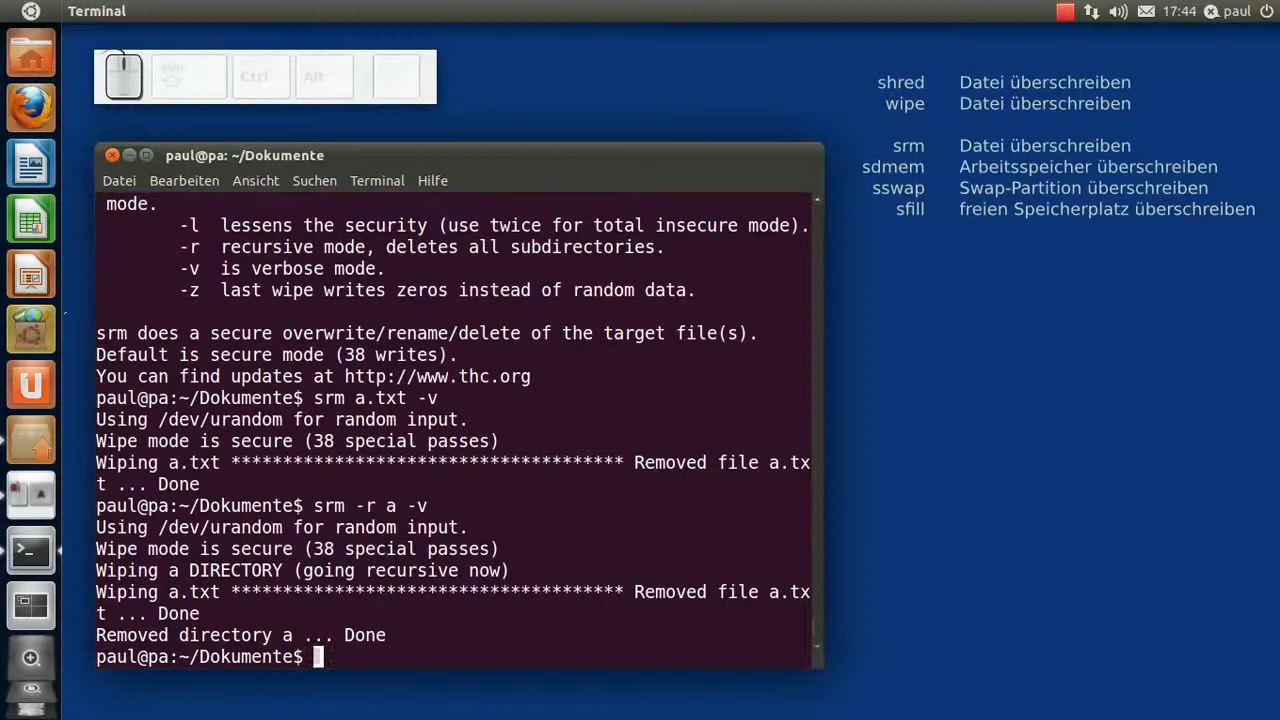 Terminal
17:44
paul
Ctrl
Alt
shred Datei überschreiben
wipe Datei überschreiben
srm Datei überschreiben
sdmem Arbeitsspeicher überschreiben
sswap Swap-Partition überschreiben
sfill freien Speicherplatz überschreiben
paul@pa: ~/Dokumente
Datei Bearbeiten Ansicht Suchen Terminal Hilfe
mode.
-l lessens the security (use twice for total insecure mode).
-r recursive mode, deletes all subdirectories.
-v is verbose mode.
-z last wipe writes zeros instead of random data.
srm does a secure overwrite/rename/delete of the target file(s).
Default is secure mode (38 writes).
You can find updates at http://www.thc.org
paul@pa:~/Dokumente$ srm a.txt -v
Using /dev/urandom for random input.
Wipe mode is secure (38 special passes)
Wiping a.txt ************************************** Removed file a.tx
t ... Done
paul@pa:~/Dokumente$ srm -r a -v
Using /dev/urandom for random input.
Wipe mode is secure (38 special passes)
Wiping a DIRECTORY (going recursive now)
Wiping a.txt ************************************** Removed file a.tx
t ... Done
Removed directory a ... Done
paul@pa:~/Dokumente$